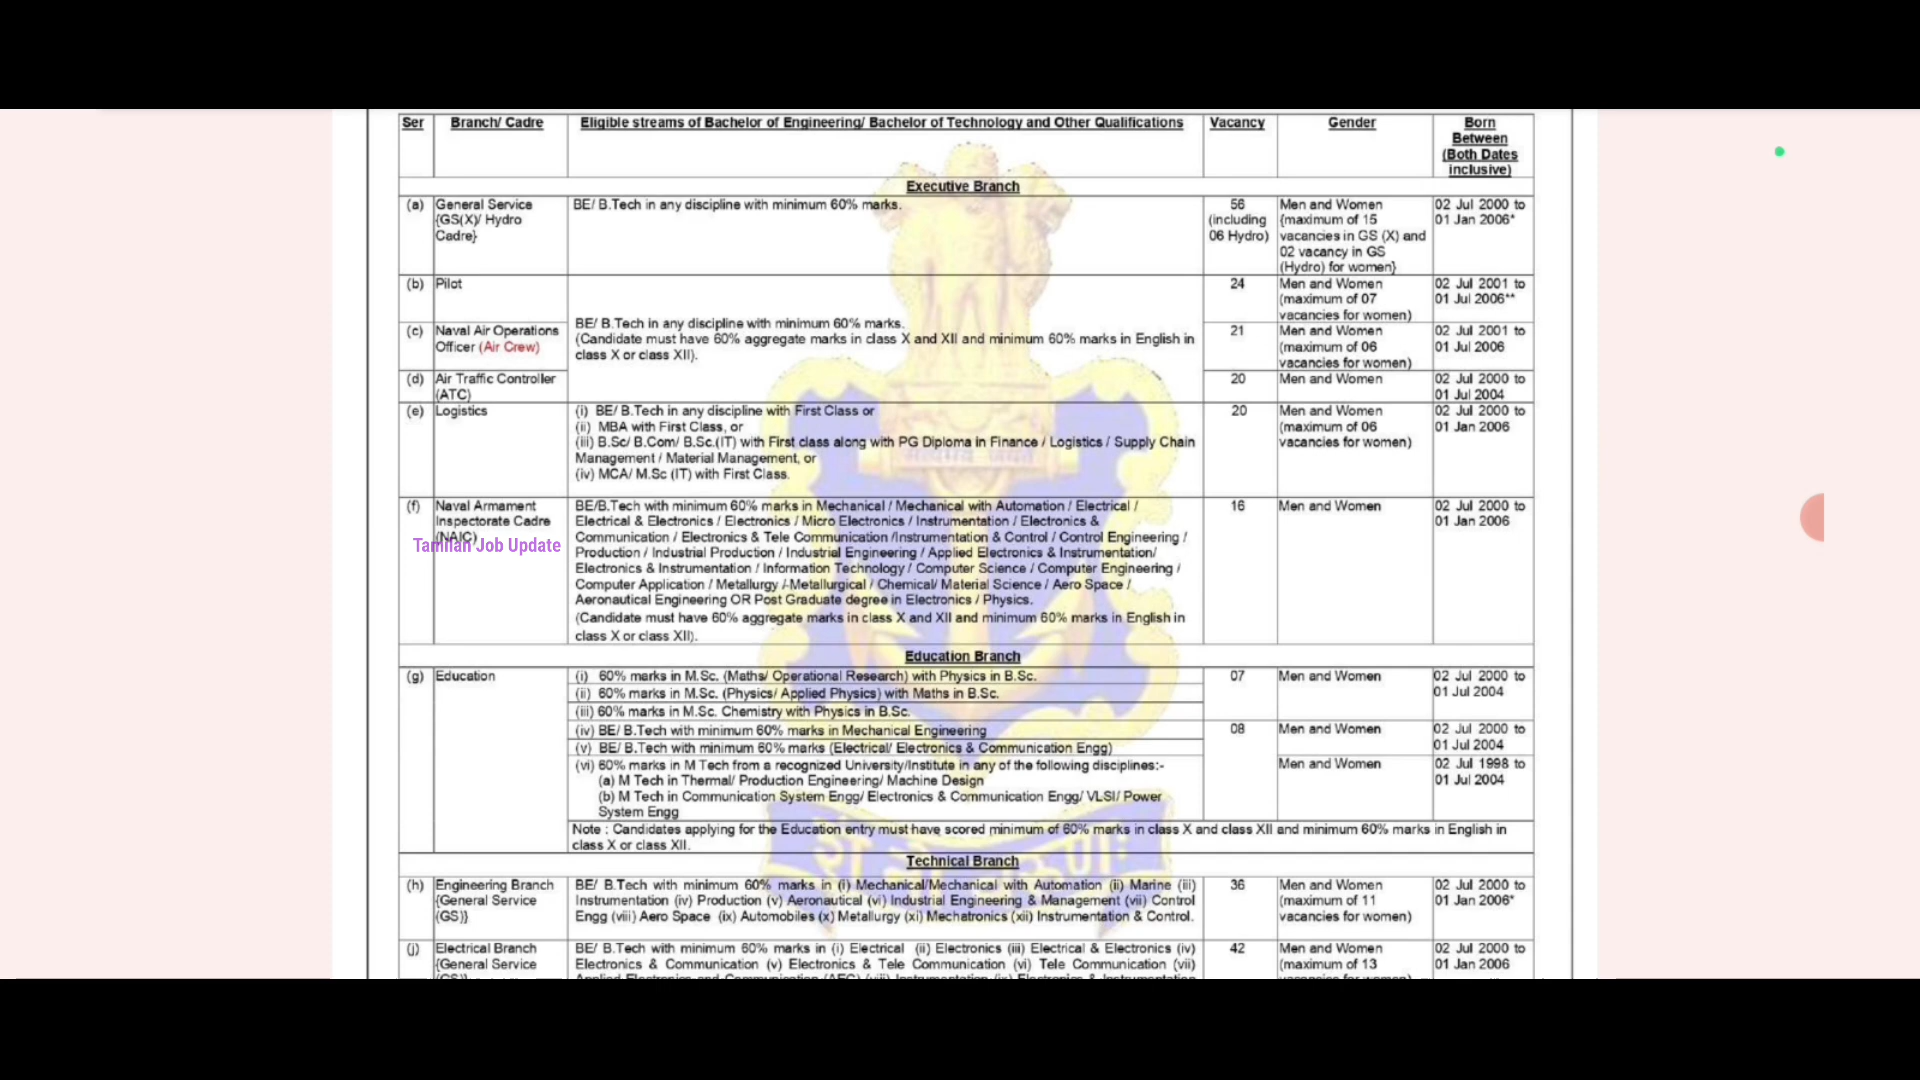 Ser Branch/ Cadre Eligible streams of Bachelor of Engineering/ Bachelor of Technology and Other Qualifications Vacancy Gender Born
Between
(Both Dates
inclusive)
Executive Branch
(a) General Service
{GS(X)/ Hydro
Cadre}
BE/ B.Tech in any discipline with minimum 60% marks.
56
(including
06 Hydro)
Men and Women
{maximum of 15
vacancies in GS (X) and
02 vacancy in GS
(Hydro) for women}
02 Jul 2000 to
01 Jan 2006*
(b) Pilot
24
Men and Women
(maximum of 07
vacancies for women)
02 Jul 2001 to
01 Jul 2006**
BE/ B.Tech in any discipline with minimum 60% marks.
(Candidate must have 60% aggregate marks in class X and XII and minimum 60% marks in English in
class X or class XII).
(c) Naval Air Operations
Officer (Air Crew)
21
Men and Women
(maximum of 06
vacancies for women)
02 Jul 2001 to
01 Jul 2006
(d) Air Traffic Controller
(ATC)
20
Men and Women
02 Jul 2000 to
01 Jul 2004
(e) Logistics
(i) BE/ B.Tech in any discipline with First Class or
(ii) MBA with First Class, or
(iii) B.Sc/ B.Com/ B.Sc.(IT) with First class along with PG Diploma in Finance / Logistics / Supply Chain
Management / Material Management, or
(iv) MCA/ M.Sc (IT) with First Class.
20
Men and Women
(maximum of 06
vacancies for women)
02 Jul 2000 to
01 Jan 2006
(f) Naval Armament
Inspectorate Cadre
(NAIC)
Tamilan Job Update
BE/B.Tech with minimum 60% marks in Mechanical / Mechanical with Automation / Electrical /
Electrical & Electronics / Electronics / Micro Electronics / Instrumentation / Electronics &
Communication / Electronics & Tele Communication /Instrumentation & Control / Control Engineering /
Production / Industrial Production / Industrial Engineering / Applied Electronics & Instrumentation/
Electronics & Instrumentation / Information Technology / Computer Science / Computer Engineering /
Computer Application / Metallurgy / Metallurgical / Chemical/ Material Science / Aero Space /
Aeronautical Engineering OR Post Graduate degree in Electronics / Physics.
(Candidate must have 60% aggregate marks in class X and XII and minimum 60% marks in English in
class X or class XII).
16
Men and Women
02 Jul 2000 to
01 Jan 2006
सत्यमेव जयते
Education Branch
(g) Education
(i) 60% marks in M.Sc. (Maths/ Operational Research) with Physics in B.Sc.
(ii) 60% marks in M.Sc. (Physics/ Applied Physics) with Maths in B.Sc.
(iii) 60% marks in M.Sc. Chemistry with Physics in B.Sc.
07
Men and Women
02 Jul 2000 to
01 Jul 2004
(iv) BE/ B.Tech with minimum 60% marks in Mechanical Engineering
(v) BE/ B.Tech with minimum 60% marks (Electrical/ Electronics & Communication Engg)
08
Men and Women
02 Jul 2000 to
01 Jul 2004
(vi) 60% marks in M Tech from a recognized University/Institute in any of the following disciplines:-
(a) M Tech in Thermal/ Production Engineering/ Machine Design
(b) M Tech in Communication System Engg/ Electronics & Communication Engg/ VLSI/ Power
System Engg
Men and Women
02 Jul 1998 to
01 Jul 2004
Note : Candidates applying for the Education entry must have scored minimum of 60% marks in class X and class XII and minimum 60% marks in English in
class X or class XII.
Technical Branch
(h) Engineering Branch
{General Service
(GS)}
BE/ B.Tech with minimum 60% marks in (i) Mechanical/Mechanical with Automation (ii) Marine (iii)
Instrumentation (iv) Production (v) Aeronautical (vi) Industrial Engineering & Management (vii) Control
Engg (viii) Aero Space (ix) Automobiles (x) Metallurgy (xi) Mechatronics (xii) Instrumentation & Control.
36
Men and Women
(maximum of 11
vacancies for women)
02 Jul 2000 to
01 Jan 2006*
(j) Electrical Branch
{General Service
(GS)}
BE/ B.Tech with minimum 60% marks in (i) Electrical (ii) Electronics (iii) Electrical & Electronics (iv)
Electronics & Communication (v) Electronics & Tele Communication (vi) Tele Communication (vii)
Applied Electronics and Communication (AEC) (viii) Instrumentation (ix) Electronics & Instrumentation
42
Men and Women
(maximum of 13
vacancies for women)
02 Jul 2000 to
01 Jan 2006